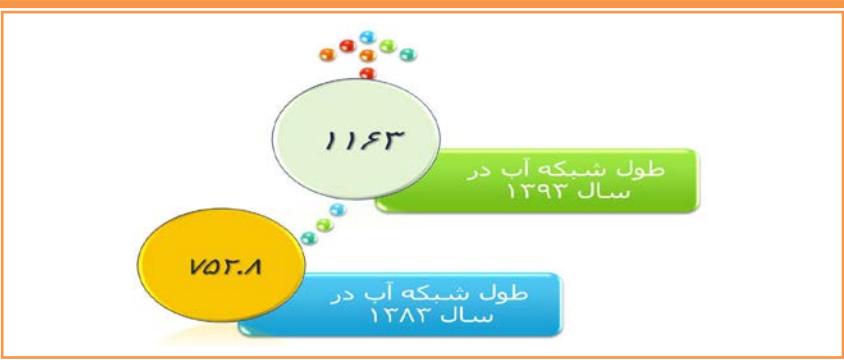 ۱۱۶۳
طول شبکه آب در
سال ۱۳۹۳
۷۵۲.۸
طول شبکه آب در
سال ۱۳۸۳